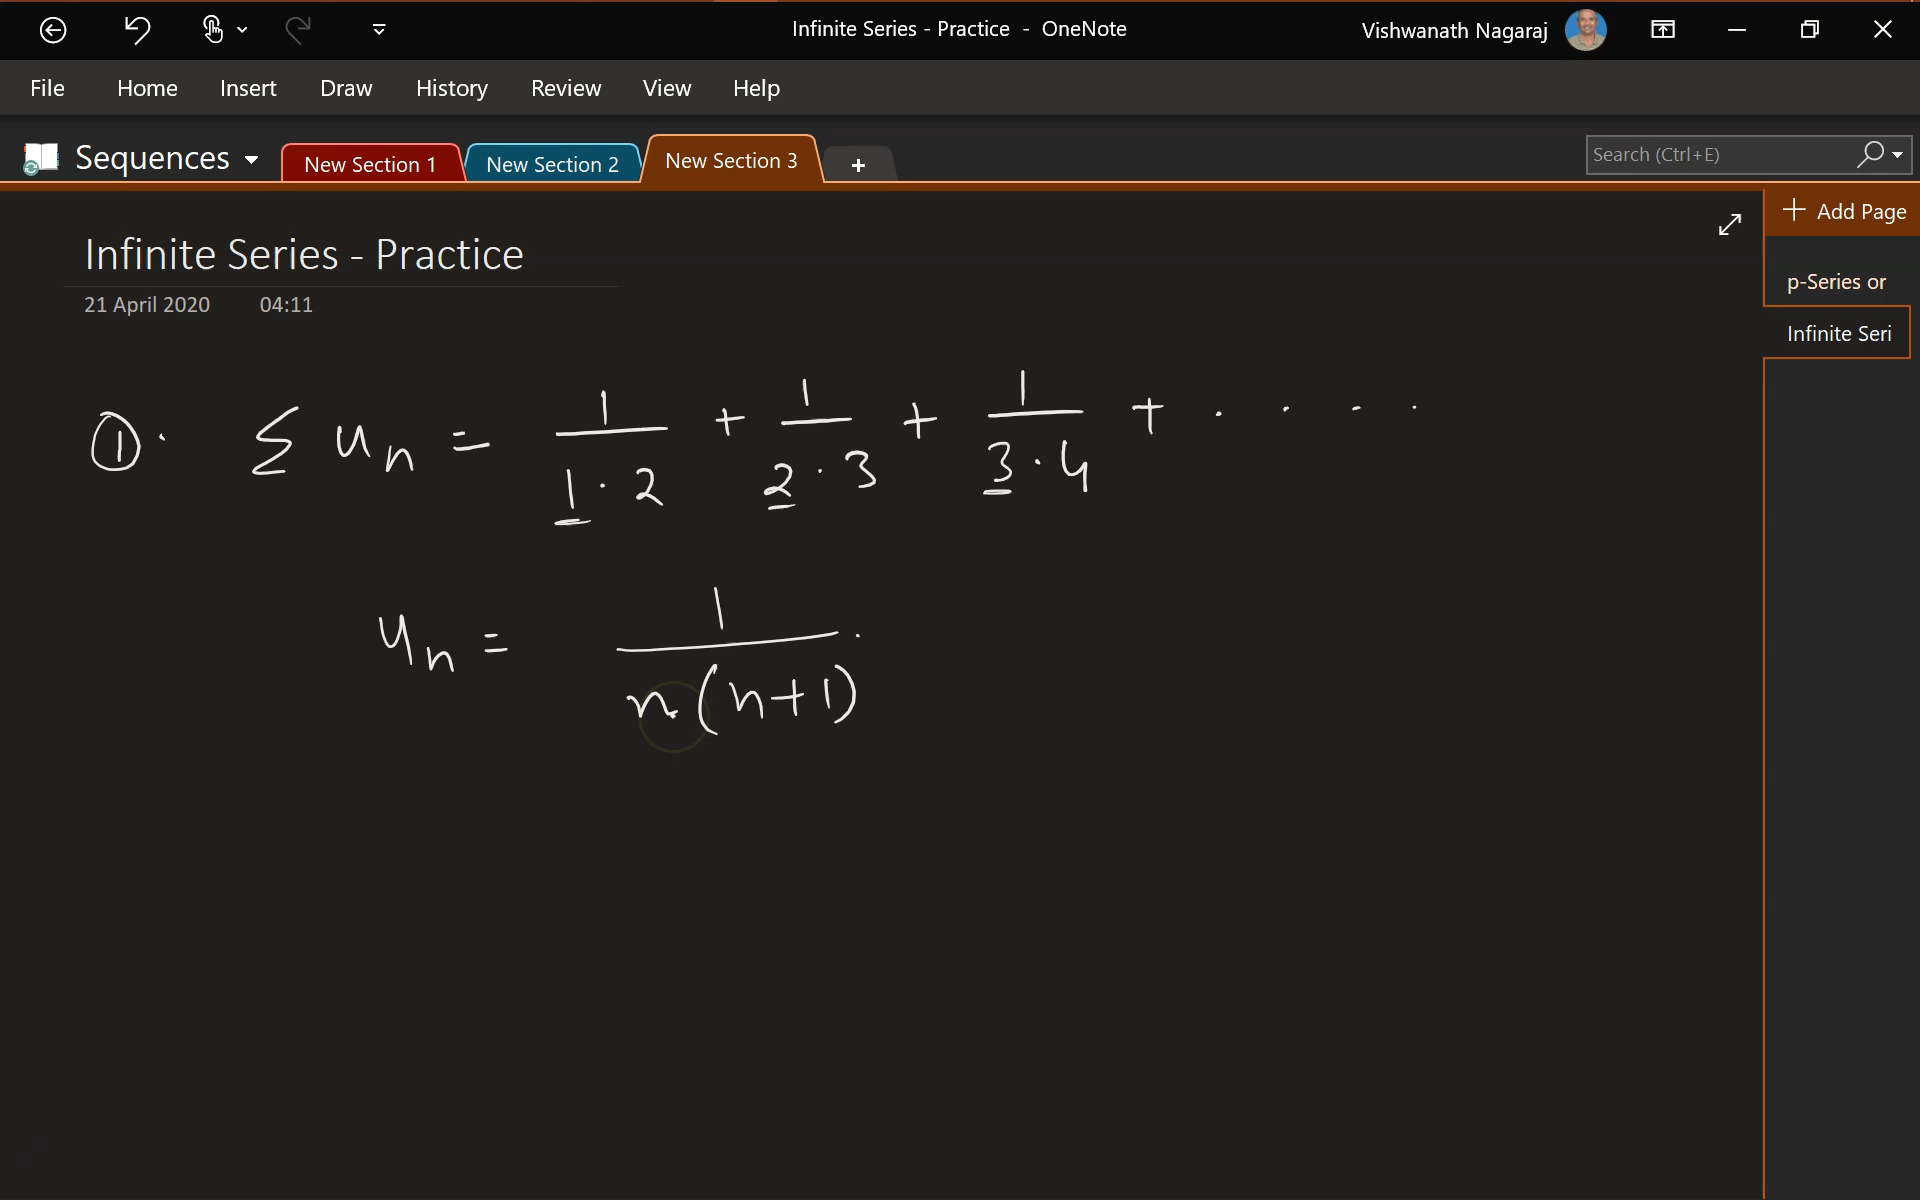 Infinite Series - Practice - OneNote
Vishwanath Nagaraj
File Home Insert Draw History Review View Help
Sequences New Section 1 New Section 2 New Section 3 +
Search (Ctrl+E)
Add Page
p-Series or
Infinite Seri
Infinite Series - Practice
21 April 2020 04:11
①. ∑ un = 1/(1·2) + 1/(2·3) + 1/(3·4) + . . . .
un = 1/(n(n+1)).